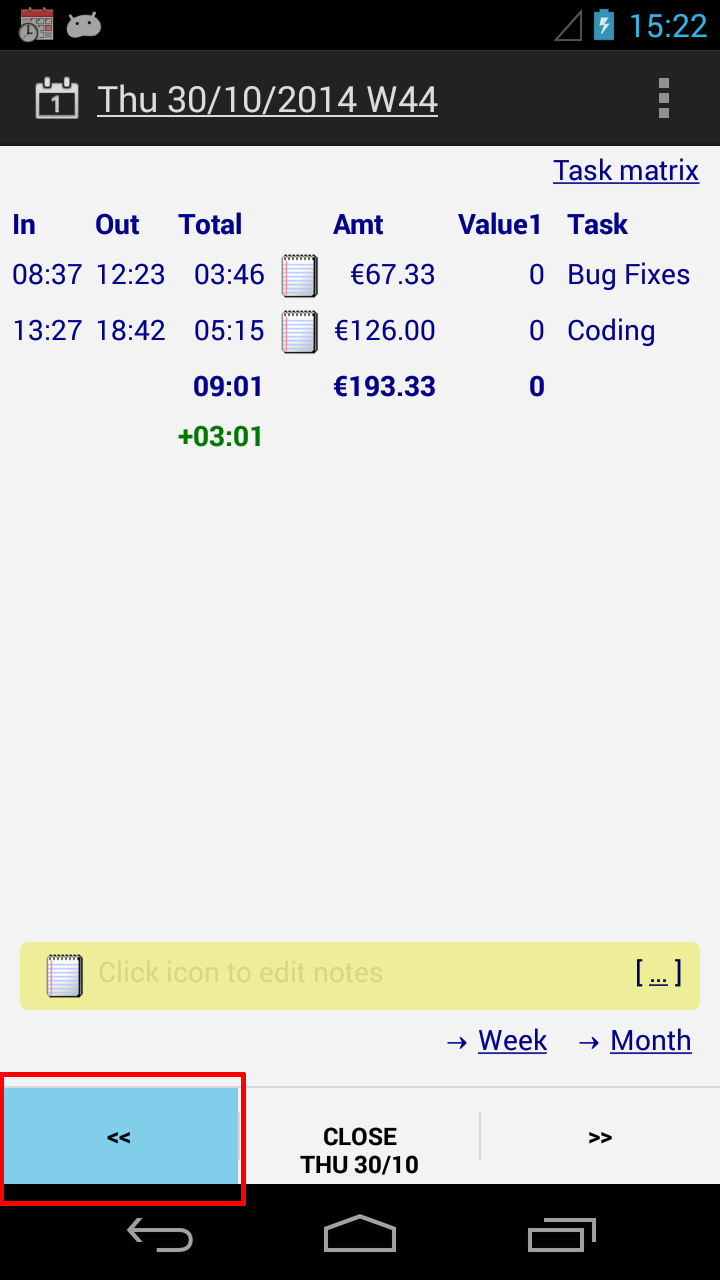 15:22
1 Thu 30/10/2014 W44
Task matrix
In Out Total Amt Value1 Task
08:37 12:23 03:46 €67.33 0 Bug Fixes
13:27 18:42 05:15 €126.00 0 Coding
09:01 €193.33 0
+03:01
Click icon to edit notes [ ... ]
→ Week → Month
<< CLOSE >>
THU 30/10